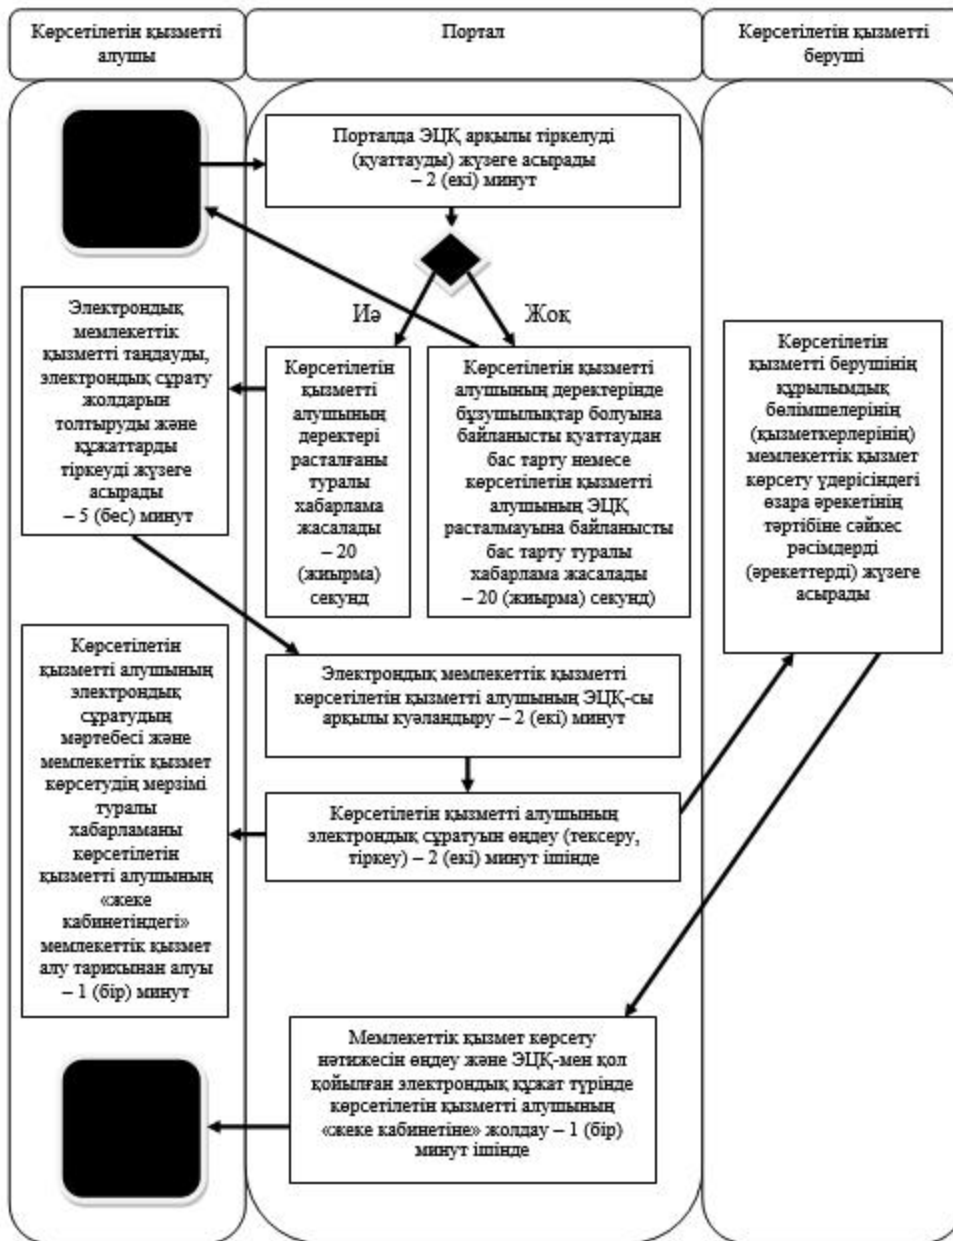 Көрсетілетін қызметті
алушы
Портал
Көрсетілетін қызметті
беруші
Порталда ЭЦҚ арқылы тіркелуді
(қуаттауды) жүзеге асырады
– 2 (екі) минут
Иә
Жоқ
Электрондық
мемлекеттік
қызметті таңдауды,
электрондық сұрату
жолдарын
толтыруды және
құжаттарды
тіркеуді жүзеге
асырады
– 5 (бес) минут
Көрсетілетін
қызметті
алушының
деректері
расталғаны
туралы
хабарлама
жасалады
– 20
(жиырма)
секунд
Көрсетілетін қызметті
алушының деректерінде
бұзушылықтар болуына
байланысты қуаттаудан
бас тарту немесе
көрсетілетін қызметті
алушының ЭЦҚ
расталмауына байланысты
бас тарту туралы
хабарлама жасалады
– 20 (жиырма) секунд)
Көрсетілетін
қызметті берушінің
құрылымдық
бөлімшелерінің
(қызметкерлерінің)
мемлекеттік қызмет
көрсету үдерісіндегі
өзара әрекетінің
тәртібіне сәйкес
рәсімдерді
(әрекеттерді) жүзеге
асырады
Көрсетілетін
қызметті алушының
электрондық
сұратудың
мәртебесі және
мемлекеттік қызмет
көрсетудің мерзімі
туралы
хабарламаны
көрсетілетін
қызметті алушының
«жеке
кабинетіндегі»
мемлекеттік қызмет
алу тарихынан алуы
– 1 (бір) минут
Электрондық мемлекеттік қызметті
көрсетілетін қызметті алушының ЭЦҚ-сы
арқылы куәландыру – 2 (екі) минут
Көрсетілетін қызметті алушының
электрондық сұратуын өңдеу (тексеру,
тіркеу) – 2 (екі) минут ішінде
Мемлекеттік қызмет көрсету
нәтижесін өңдеу және ЭЦҚ-мен қол
қойылған электрондық құжат түрінде
көрсетілетін қызметті алушының
«жеке кабинетіне» жолдау – 1 (бір)
минут ішінде